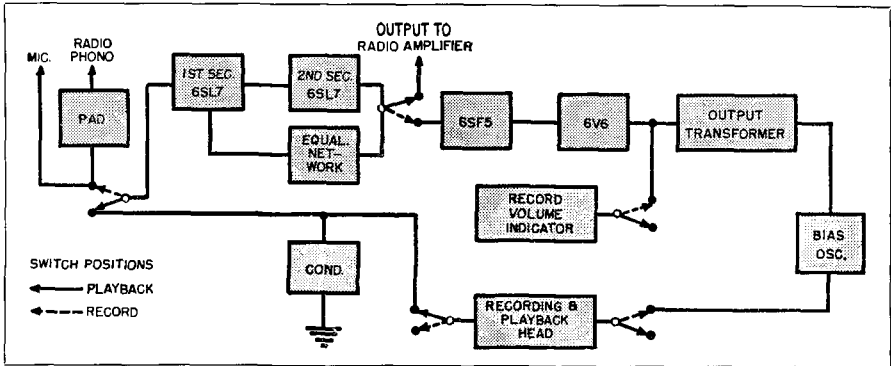 MIC.
RADIO
PHONO
PAD
1ST SEC.
6SL7
2ND SEC.
6SL7
EQUAL.
NET-
WORK
OUTPUT TO
RADIO AMPLIFIER
6SF5
6V6
OUTPUT
TRANSFORMER
RECORD
VOLUME
INDICATOR
BIAS
OSC.
COND.
RECORDING &
PLAYBACK
HEAD
SWITCH POSITIONS
PLAYBACK
RECORD